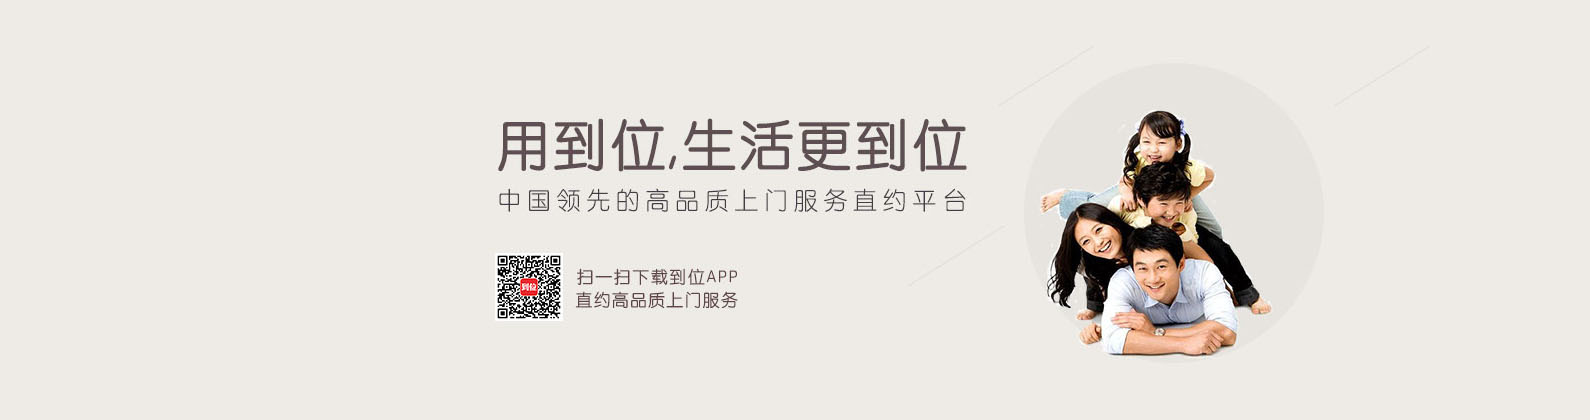 用到位,生活更到位
中国领先的高品质上门服务直约平台
到位
扫一扫下载到位APP
直约高品质上门服务